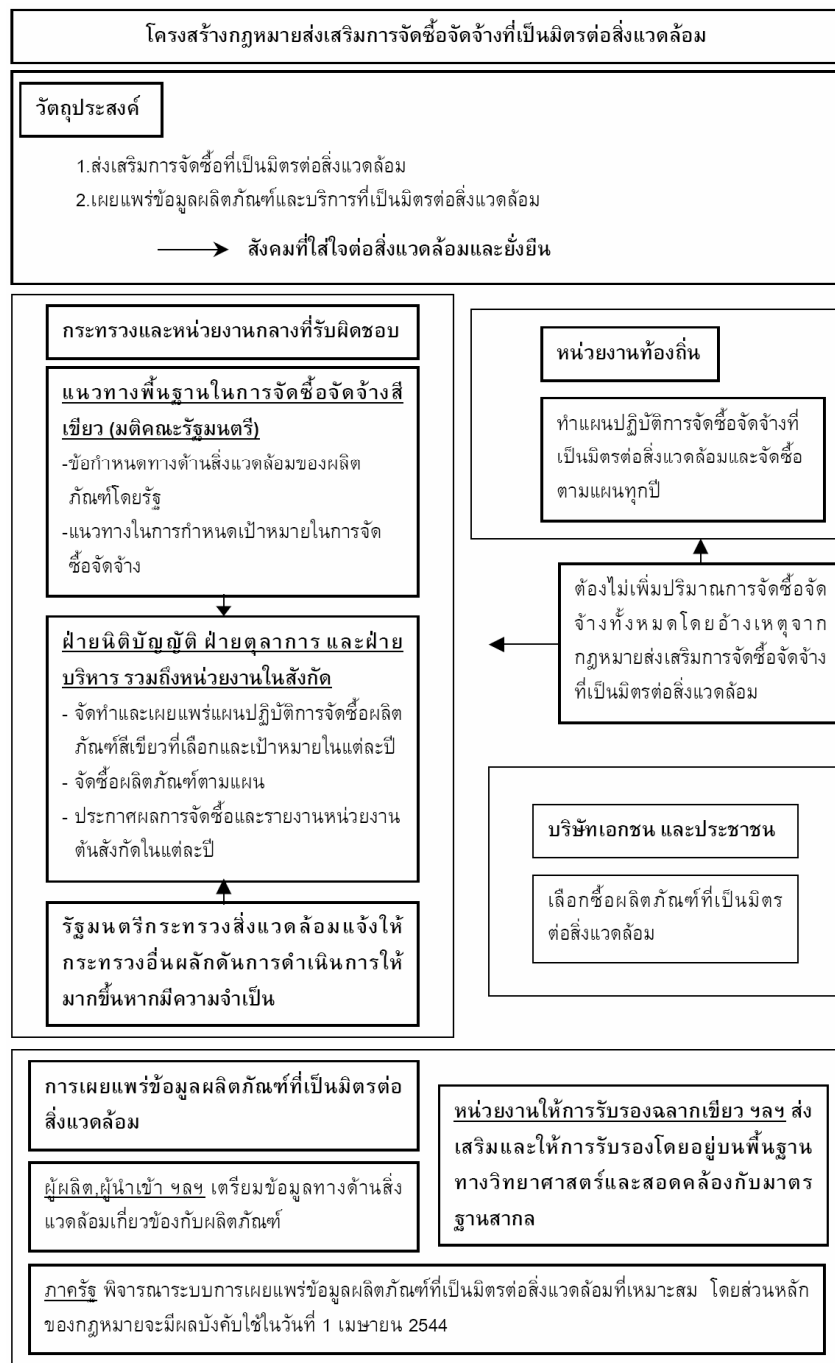 โครงสร้างกฎหมายส่งเสริมการจัดซื้อจัดจ้างที่เป็นมิตรต่อสิ่งแวดล้อม
วัตถุประสงค์
1.ส่งเสริมการจัดซื้อที่เป็นมิตรต่อสิ่งแวดล้อม
2.เผยแพร่ข้อมูลผลิตภัณฑ์และบริการที่เป็นมิตรต่อสิ่งแวดล้อม
สังคมที่ใส่ใจต่อสิ่งแวดล้อมและยั่งยืน
กระทรวงและหน่วยงานกลางที่รับผิดชอบ
แนวทางพื้นฐานในการจัดซื้อจัดจ้างสี
เขียว (มติคณะรัฐมนตรี)
-ข้อกำหนดทางด้านสิ่งแวดล้อมของผลิต
ภัณฑ์โดยรัฐ
-แนวทางในการกำหนดเป้าหมายในการจัด
ซื้อจัดจ้าง
ฝ่ายนิติบัญญัติ ฝ่ายตุลาการ และฝ่าย
บริหาร รวมถึงหน่วยงานในสังกัด
- จัดทำและเผยแพร่แผนปฏิบัติการจัดซื้อผลิต
ภัณฑ์สีเขียวที่เลือกและเป้าหมายในแต่ละปี
- จัดซื้อผลิตภัณฑ์ตามแผน
- ประกาศผลการจัดซื้อและรายงานหน่วยงาน
ต้นสังกัดในแต่ละปี
รัฐมนตรีกระทรวงสิ่งแวดล้อมแจ้งให้
กระทรวงอื่นผลักดันการดำเนินการให้
มากขึ้นหากมีความจำเป็น
หน่วยงานท้องถิ่น
ทำแผนปฏิบัติการจัดซื้อจัดจ้างที่
เป็นมิตรต่อสิ่งแวดล้อมและจัดซื้อ
ตามแผนทุกปี
ต้องไม่เพิ่มปริมาณการจัดซื้อจัด
จ้างทั้งหมดโดยอ้างเหตุจาก
กฎหมายส่งเสริมการจัดซื้อจัดจ้าง
ที่เป็นมิตรต่อสิ่งแวดล้อม
บริษัทเอกชน และประชาชน
เลือกซื้อผลิตภัณฑ์ที่เป็นมิตร
ต่อสิ่งแวดล้อม
การเผยแพร่ข้อมูลผลิตภัณฑ์ที่เป็นมิตรต่อ
สิ่งแวดล้อม
ผู้ผลิต,ผู้นำเข้า ฯลฯ เตรียมข้อมูลทางด้านสิ่ง
แวดล้อมเกี่ยวข้องกับผลิตภัณฑ์
หน่วยงานให้การรับรองฉลากเขียว ฯลฯ ส่ง
เสริมและให้การรับรองโดยอยู่บนพื้นฐาน
ทางวิทยาศาสตร์และสอดคล้องกับมาตร
ฐานสากล
ภาครัฐ พิจารณาระบบการเผยแพร่ข้อมูลผลิตภัณฑ์ที่เป็นมิตรต่อสิ่งแวดล้อมที่เหมาะสม โดยส่วนหลัก
ของกฎหมายจะมีผลบังคับใช้ในวันที่ 1 เมษายน 2544